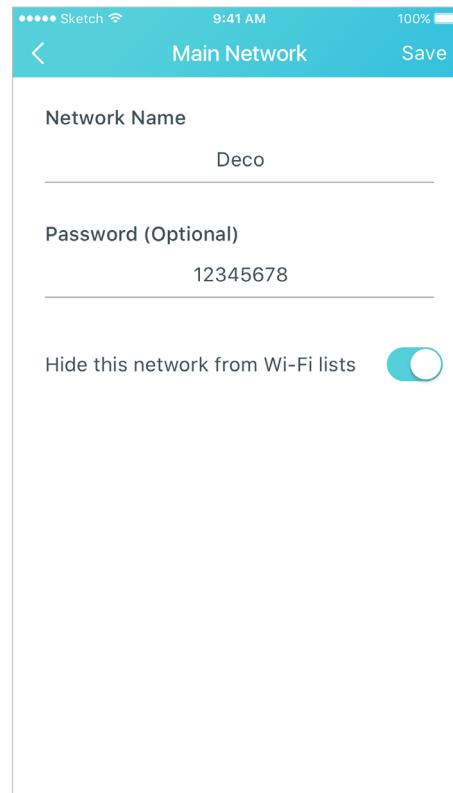 ●●●●● Sketch 9:41 AM 100%
Main Network Save
Network Name
Deco
Password (Optional)
12345678
Hide this network from Wi-Fi lists